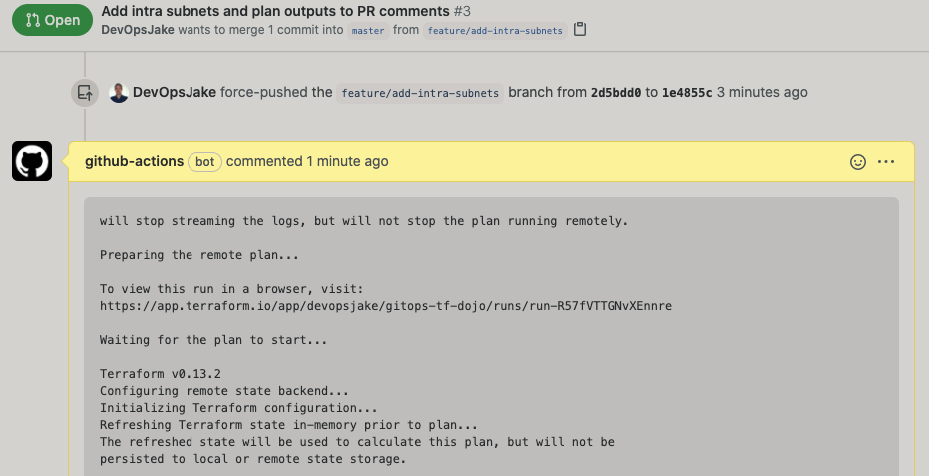 Open
Add intra subnets and plan outputs to PR comments #3
DevOpsJake wants to merge 1 commit into master from feature/add-intra-subnets
DevOpsJake force-pushed the feature/add-intra-subnets branch from 2d5bdd0 to 1e4855c 3 minutes ago
github-actions bot commented 1 minute ago
will stop streaming the logs, but will not stop the plan running remotely.
Preparing the remote plan...
To view this run in a browser, visit:
https://app.terraform.io/app/devopsjake/gitops-tf-dojo/runs/run-R57fVTTGNvXEnnre
Waiting for the plan to start...
Terraform v0.13.2
Configuring remote state backend...
Initializing Terraform configuration...
Refreshing Terraform state in-memory prior to plan...
The refreshed state will be used to calculate this plan, but will not be
persisted to local or remote state storage.